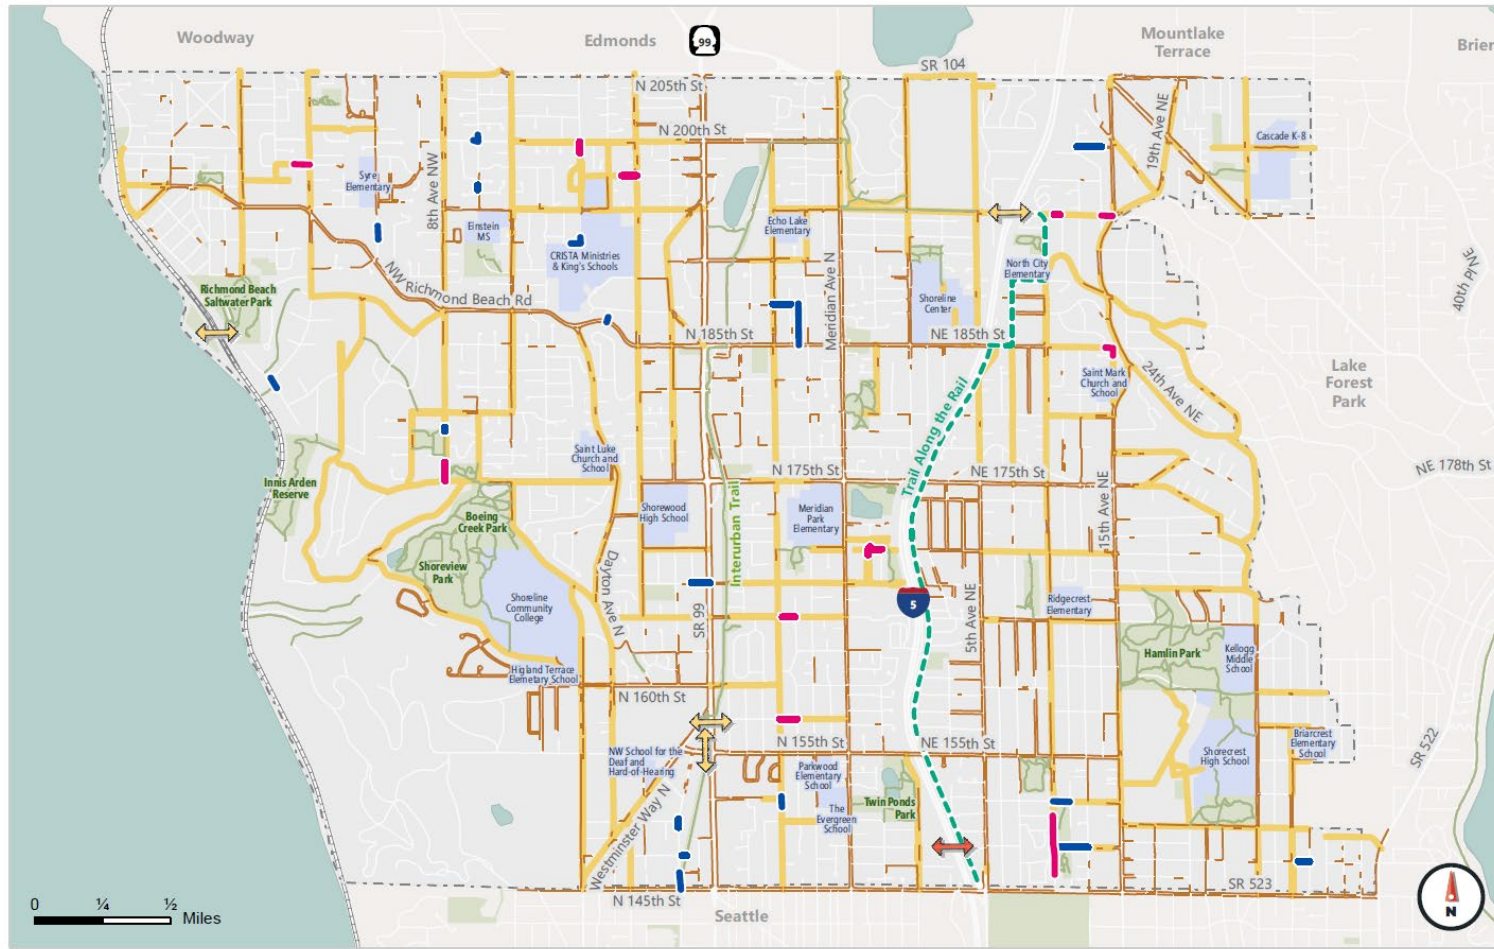 Woodway
Edmonds
99
Mountlake
Terrace
Brier
SR 104
N 205th St
N 200th St
19th Ave NE
Cascade K-8
8th Ave NW
Syre
Elementary
Einstein
MS
CRISTA Ministries
& King's Schools
Echo Lake
Elementary
Meridian Ave N
North City
Elementary
Shoreline
Center
40th Pl NE
Richmond Beach
Saltwater Park
NW Richmond Beach Rd
N 185th St
NE 185th St
Saint Mark
Church and
School
24th Ave NE
Lake
Forest
Park
Trail Along the Rail
Saint Luke
Church and
School
N 175th St
NE 175th St
NE 178th St
Innis Arden
Reserve
Shorewood
High School
Interurban Trail
Meridian
Park
Elementary
15th Ave NE
Boeing
Creek Park
Shoreview
Park
Dayton Ave N
Shoreline
Community
College
SR 99
5
5th Ave NE
Ridgecrest
Elementary
Hamlin Park
Kellogg
Middle
School
Higland Terrace
Elemetary School
N 160th St
NW School for the
Deaf and
Hard-of-Hearing
N 155th St
NE 155th St
Shorecrest
High School
Briarcrest
Elementary
School
SR 522
Parkwood
Elementary
School
The
Evergreen
School
Twin Ponds
Park
Westminster Way N
N 145th St
SR 523
Seattle
0 ¼ ½
Miles
N